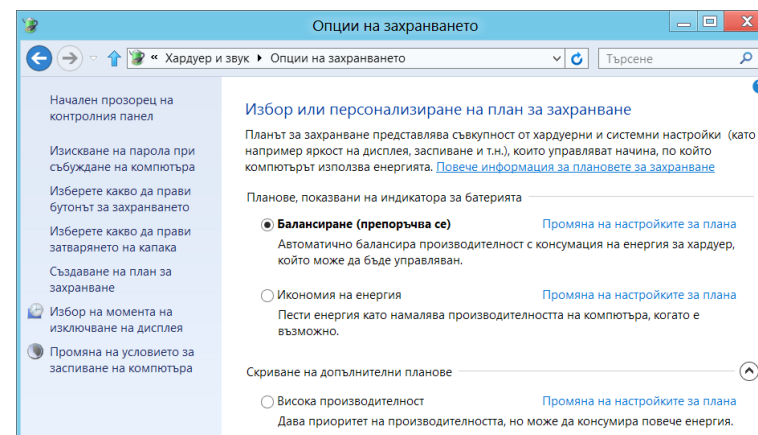 Опции на захранването
« Хардуер и звук ▸ Опции на захранването
Търсене
Начален прозорец на
контролния панел
Изискване на парола при
събуждане на компютъра
Изберете какво да прави
бутонът за захранването
Изберете какво да прави
затварянето на капака
Създаване на план за
захранване
Избор на момента на
изключване на дисплея
Промяна на условието за
заспиване на компютъра
Избор или персонализиране на план за захранване
Планът за захранване представлява съвкупност от хардуерни и системни настройки (като
например яркост на дисплея, заспиване и т.н.), които управляват начина, по който
компютърът използва енергията. Повече информация за плановете за захранване
Планове, показвани на индикатора за батерията
Балансиране (препоръчва се) Промяна на настройките за плана
Автоматично балансира производителност с консумация на енергия за хардуер,
който може да бъде управляван.
Икономия на енергия Промяна на настройките за плана
Пести енергия като намалява производителността на компютъра, когато е
възможно.
Скриване на допълнителни планове
Висока производителност Промяна на настройките за плана
Дава приоритет на производителността, но може да консумира повече енергия.